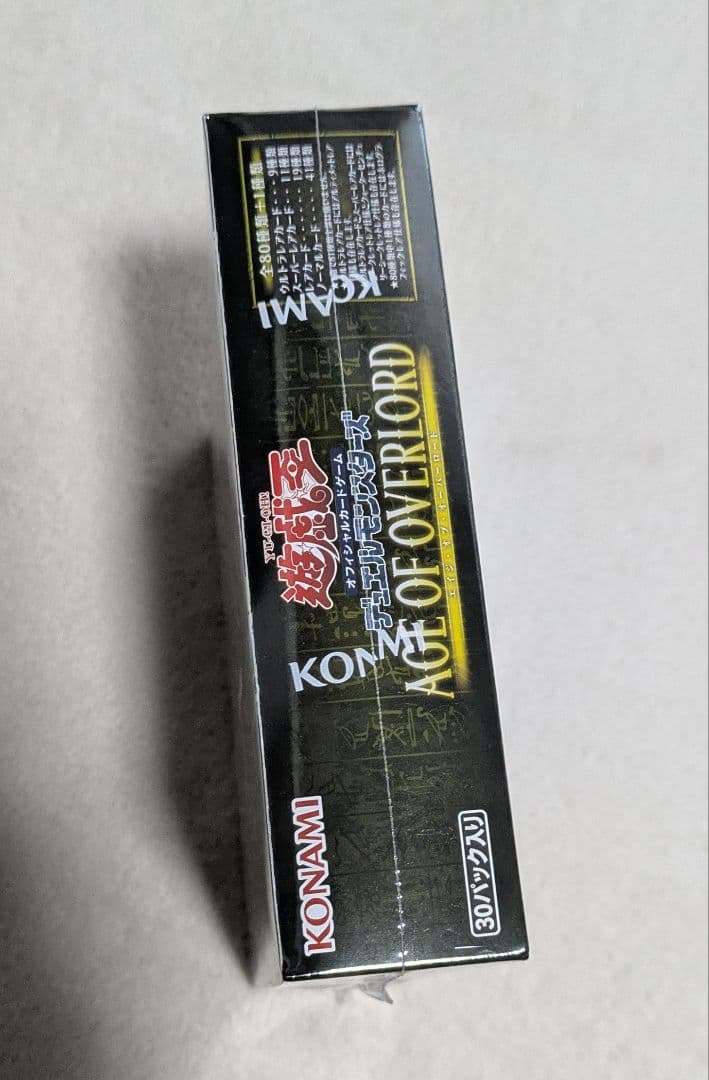 全80種類+1種類
ウルトラレアカード・・・9種類
スーパーレアカード・・・11種類
レアカード・・・・・19種類
ノーマルカード・・・41種類
KONAMI
YU-GI-OH!
遊戯王
オフィシャルカードゲーム
デュエルモンスターズ
AGE OF OVERLORD
エイジ・オブ・オーバーロード
KONAMI
KONAMI
30パック入り